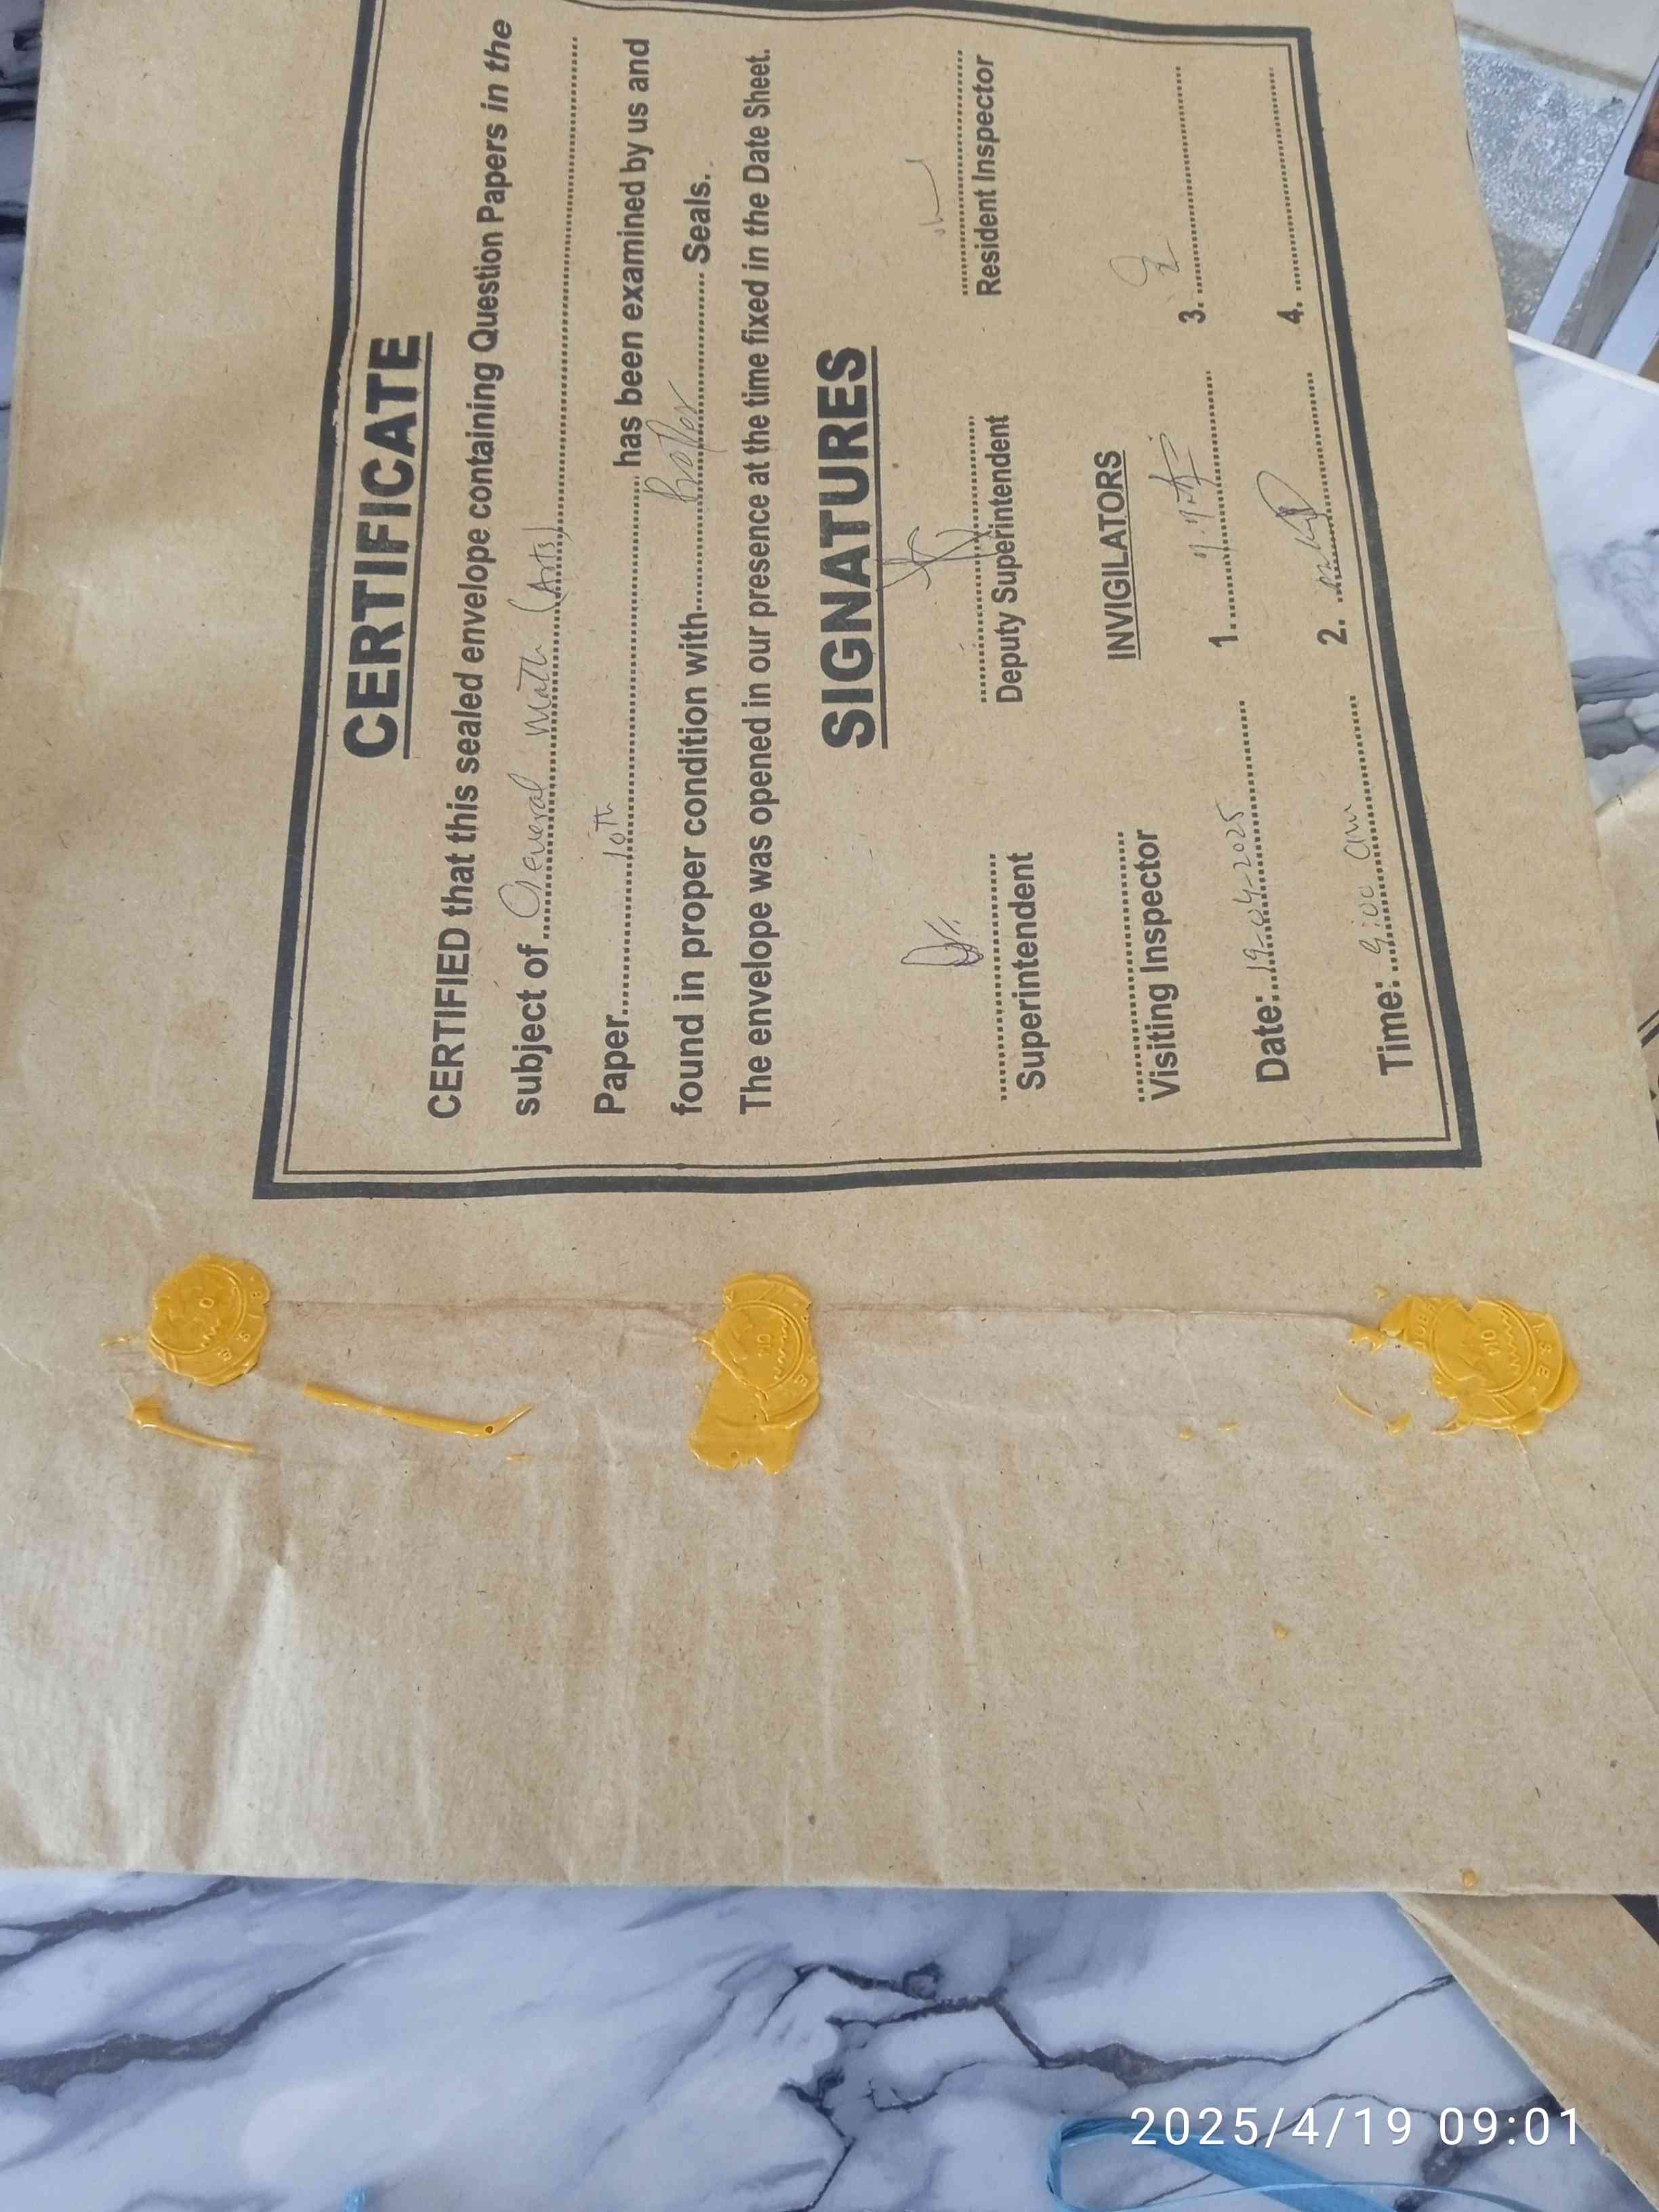 CERTIFICATE
CERTIFIED that this sealed envelope containing Question Papers in the
subject of General Math (Arts)
Paper 10th has been examined by us and
found in proper condition with Proper Seals.
The envelope was opened in our presence at the time fixed in the Date Sheet.
SIGNATURES
Superintendent Deputy Superintendent Resident Inspector
Visiting Inspector INVIGILATORS
1. 3.
Date: 19-04-2025
2. 4.
Time: 9:00 am
2025/4/19 09:01